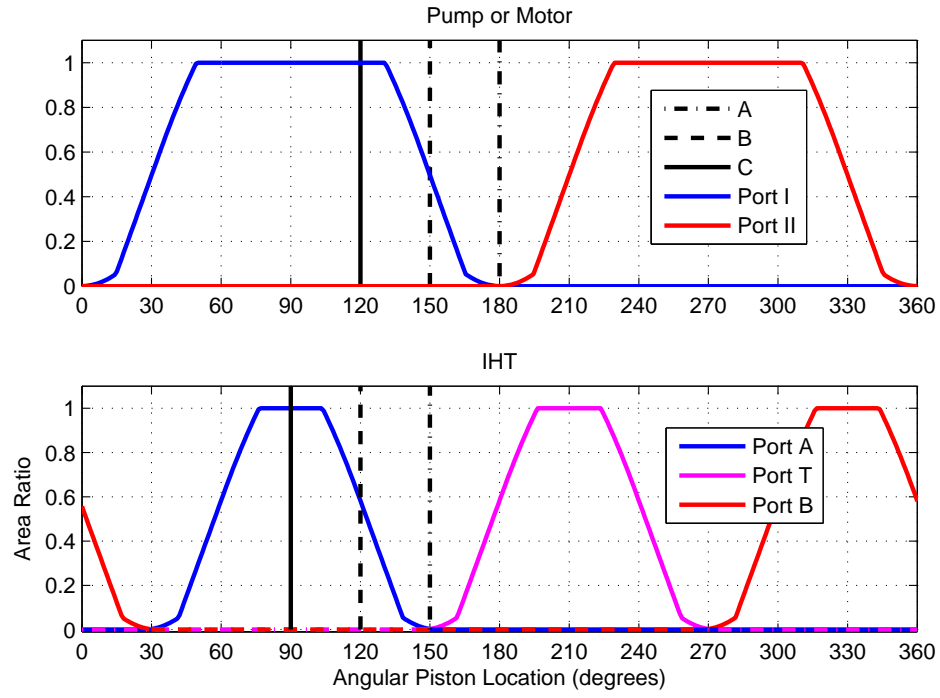 Pump or Motor
1
0.8
0.6
0.4
0.2
0
A
B
C
Port I
Port II
0 30 60 90 120 150 180 210 240 270 300 330 360
IHT
Area Ratio
1
0.8
0.6
0.4
0.2
0
Port A
Port T
Port B
0 30 60 90 120 150 180 210 240 270 300 330 360
Angular Piston Location (degrees)